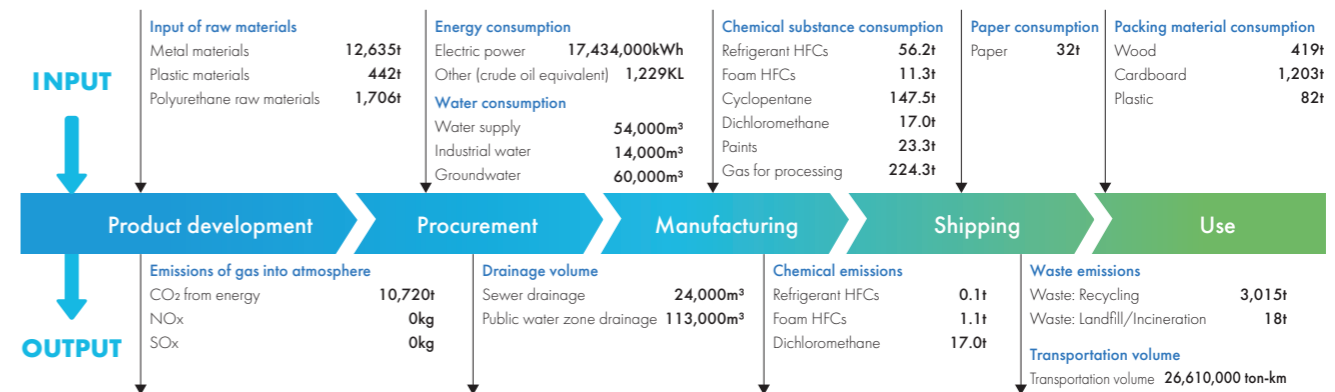 INPUT
Input of raw materials
Metal materials 12,635t
Plastic materials 442t
Polyurethane raw materials 1,706t
Energy consumption
Electric power 17,434,000kWh
Other (crude oil equivalent) 1,229KL
Water consumption
Water supply 54,000m³
Industrial water 14,000m³
Groundwater 60,000m³
Chemical substance consumption
Refrigerant HFCs 56.2t
Foam HFCs 11.3t
Cyclopentane 147.5t
Dichloromethane 17.0t
Paints 23.3t
Gas for processing 224.3t
Paper consumption
Paper 32t
Packing material consumption
Wood 419t
Cardboard 1,203t
Plastic 82t
Product development Procurement Manufacturing Shipping Use
OUTPUT
Emissions of gas into atmosphere
CO₂ from energy 10,720t
NOx 0kg
SOx 0kg
Drainage volume
Sewer drainage 24,000m³
Public water zone drainage 113,000m³
Chemical emissions
Refrigerant HFCs 0.1t
Foam HFCs 1.1t
Dichloromethane 17.0t
Waste emissions
Waste: Recycling 3,015t
Waste: Landfill/Incineration 18t
Transportation volume
Transportation volume 26,610,000 ton-km